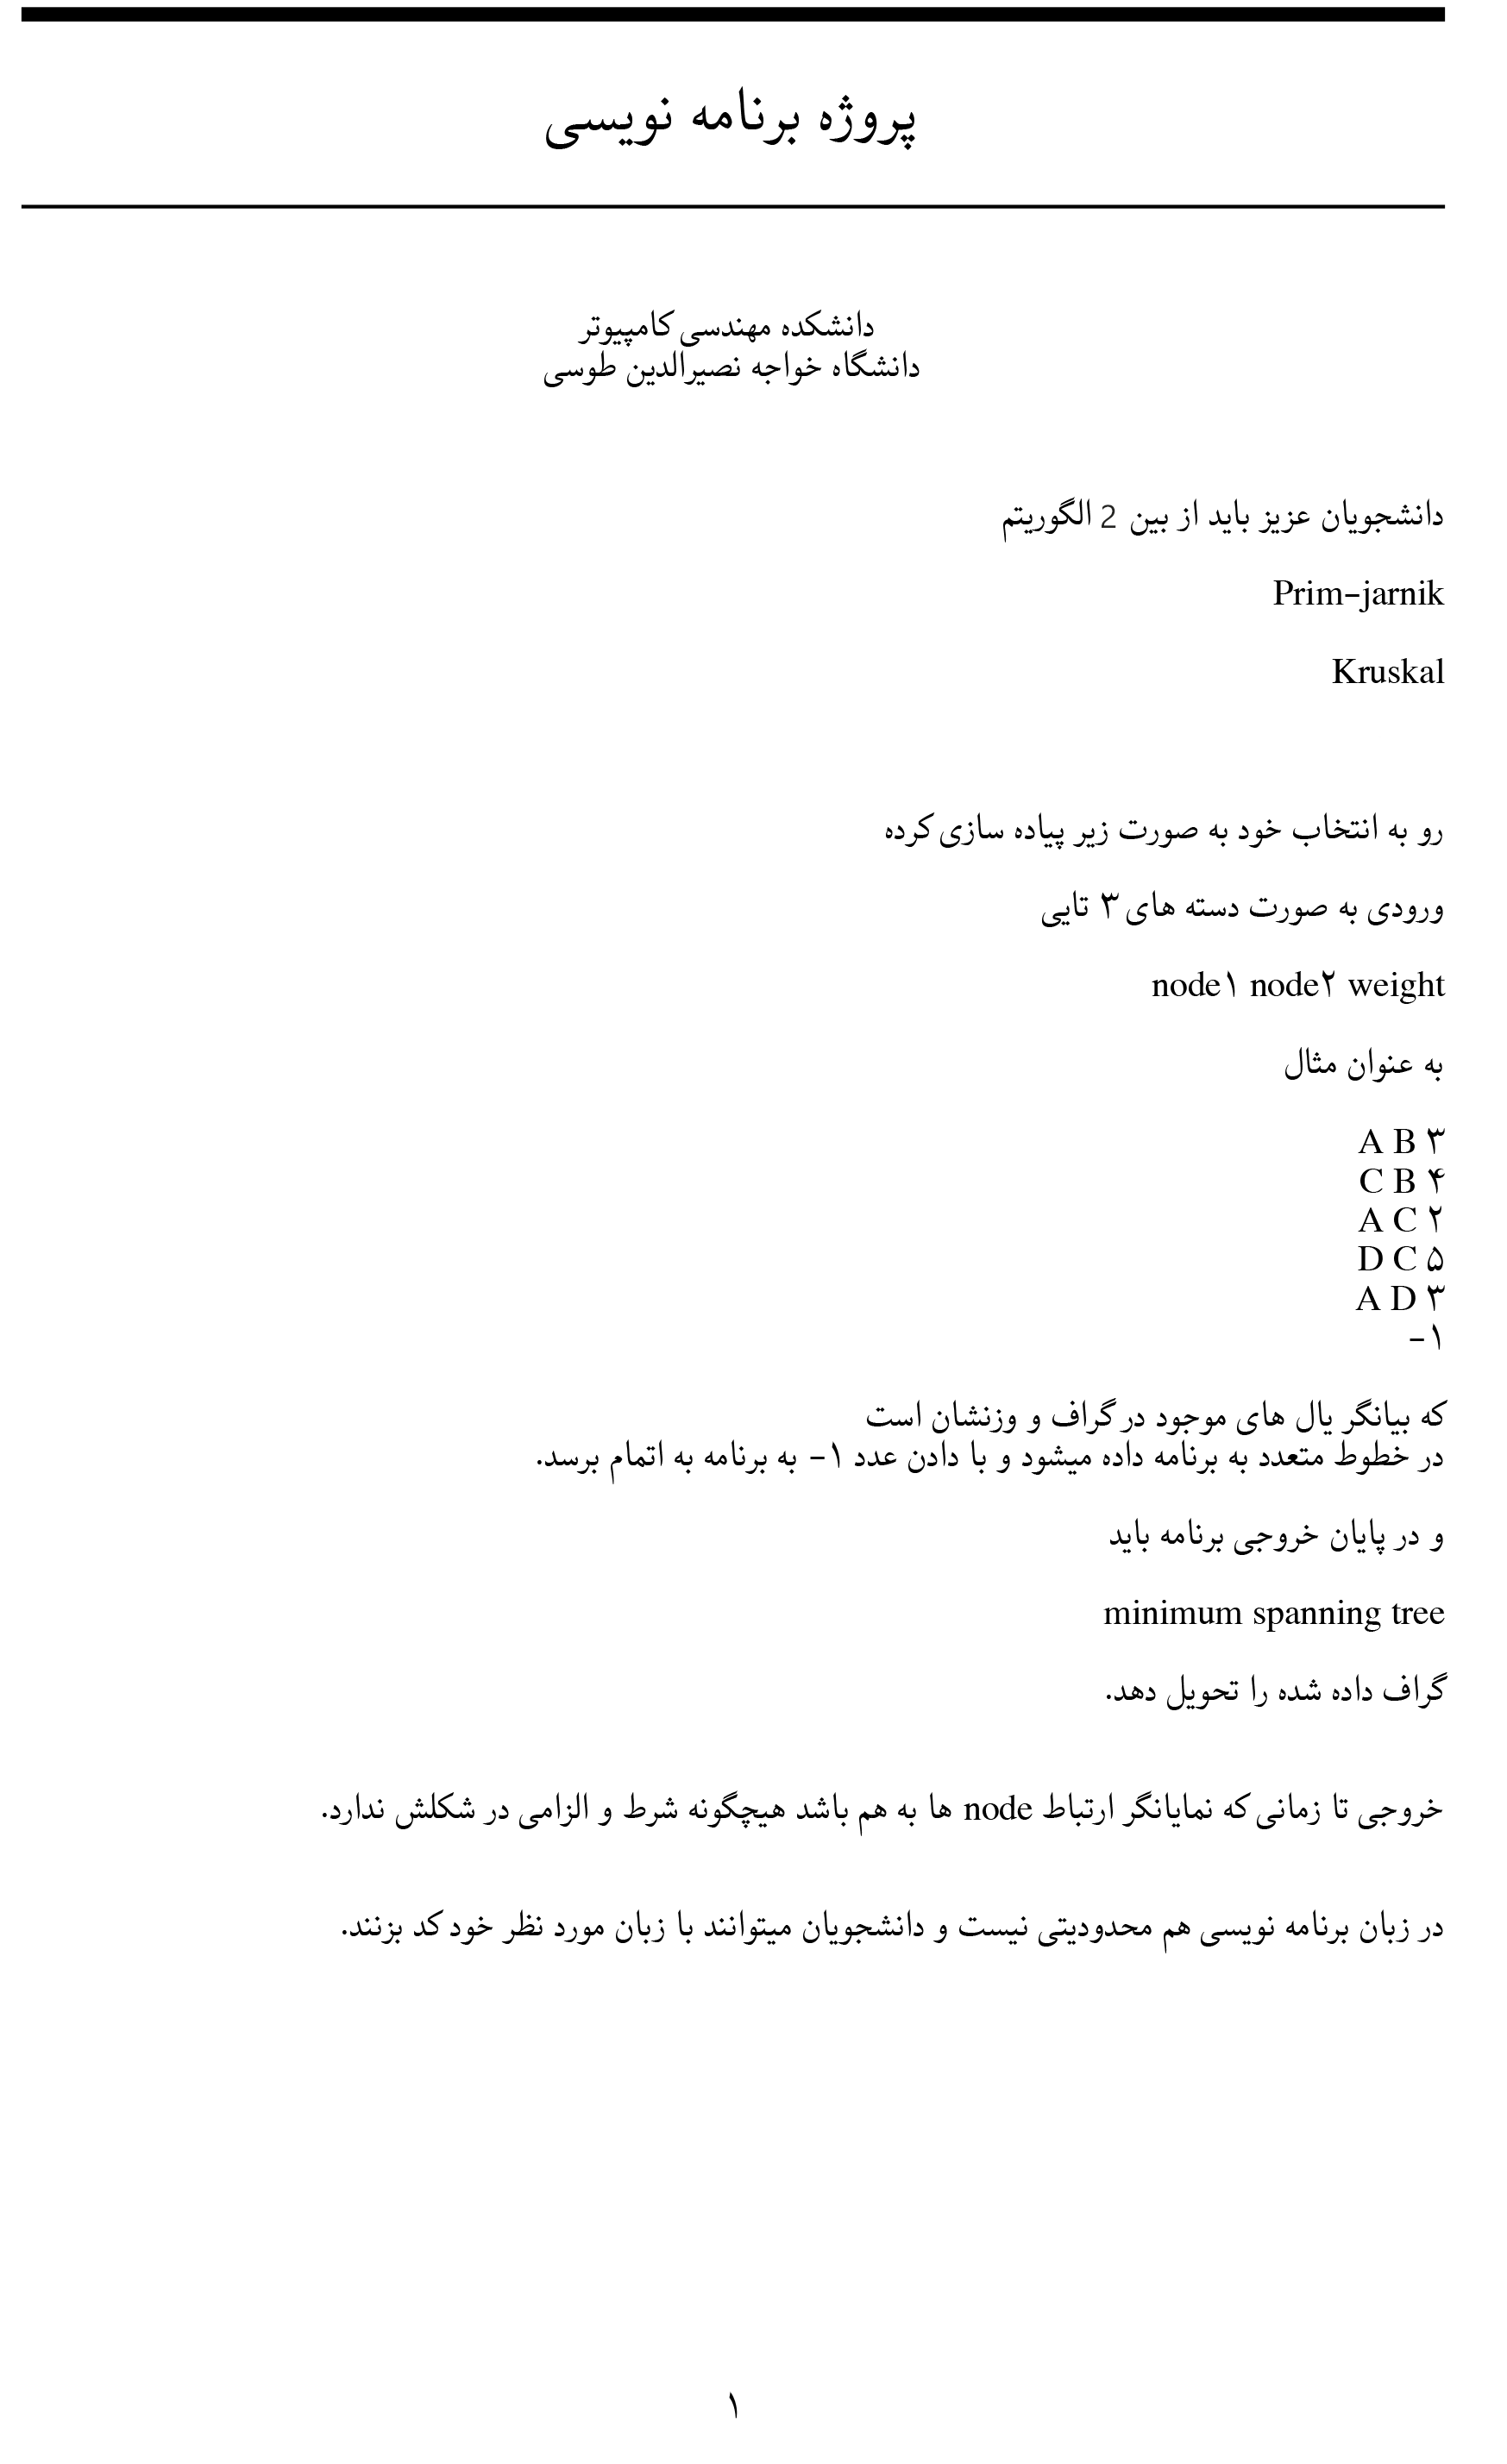 پروژه برنامه نویسی
دانشکده مهندسی کامپیوتر
دانشگاه خواجه نصیرالدین طوسی
دانشجویان عزیز باید از بین 2 الگوریتم
Prim-jarnik
Kruskal
رو به انتخاب خود به صورت زیر پیاده سازی کرده
ورودی به صورت دسته های ۳ تایی
node۱ node۲ weight
به عنوان مثال
A B ۳
C B ۴
A C ۲
D C ۵
A D ۳
-۱
که بیانگر یال های موجود در گراف و وزنشان است
در خطوط متعدد به برنامه داده میشود و با دادن عدد ۱- به برنامه به اتمام برسد.
و در پایان خروجی برنامه باید
minimum spanning tree
گراف داده شده را تحویل دهد.
خروجی تا زمانی که نمایانگر ارتباط node ها به هم باشد هیچگونه شرط و الزامی در شکلش ندارد.
در زبان برنامه نویسی هم محدودیتی نیست و دانشجویان میتوانند با زبان مورد نظر خود کد بزنند.
۱